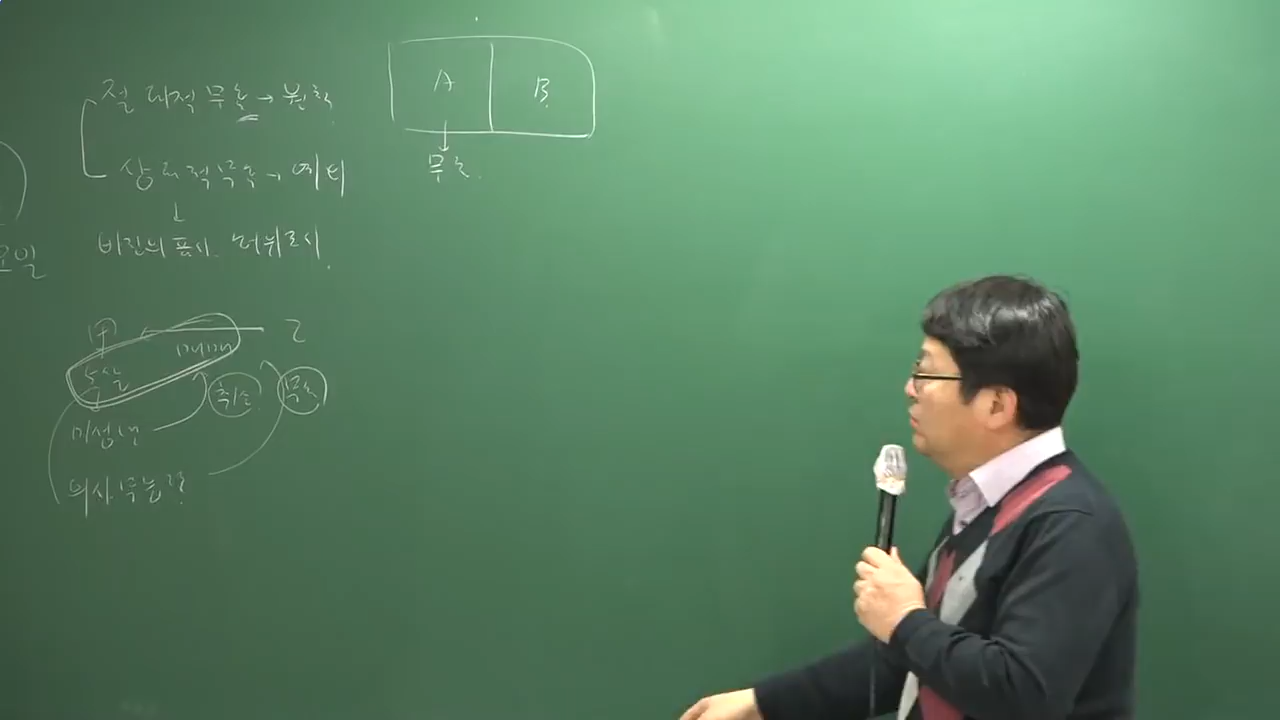 절대적 무효 → 원칙
상대적 무효 → 예외
↓
비진의 표시. 허위표시.
A B
↓
무효.
甲 乙
매매
미성년
취소
무효
의사무능력
요일